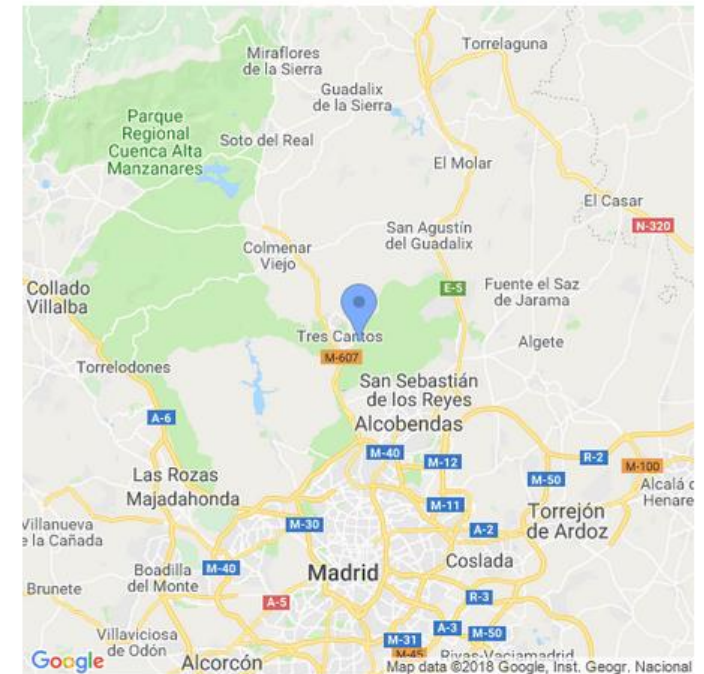 Miraflores
de la Sierra
Torrelaguna
Guadalix
de la Sierra
Parque
Regional
Cuenca Alta
Manzanares
Soto del Real
El Molar
El Casar
N-320
San Agustín
del Guadalix
Colmenar
Viejo
Collado
Villalba
E-5
Fuente el Saz
de Jarama
Tres Cantos
M-607
Algete
Torrelodones
San Sebastián
de los Reyes
A-6
Alcobendas
M-40
M-12
R-2
M-100
Las Rozas
Majadahonda
M-50
Alcalá
Henare
M-11
Torrejón
de Ardoz
Villanueva
e la Cañada
M-30
A-2
Boadilla
del Monte
M-40
Madrid
Coslada
Brunete
A-5
R-3
Villaviciosa
de Odón
A-3
M-50
M-31
M-45
Rivas-Vaciamadrid
Google
Alcorcón
Map data ©2018 Google, Inst. Geogr. Nacional